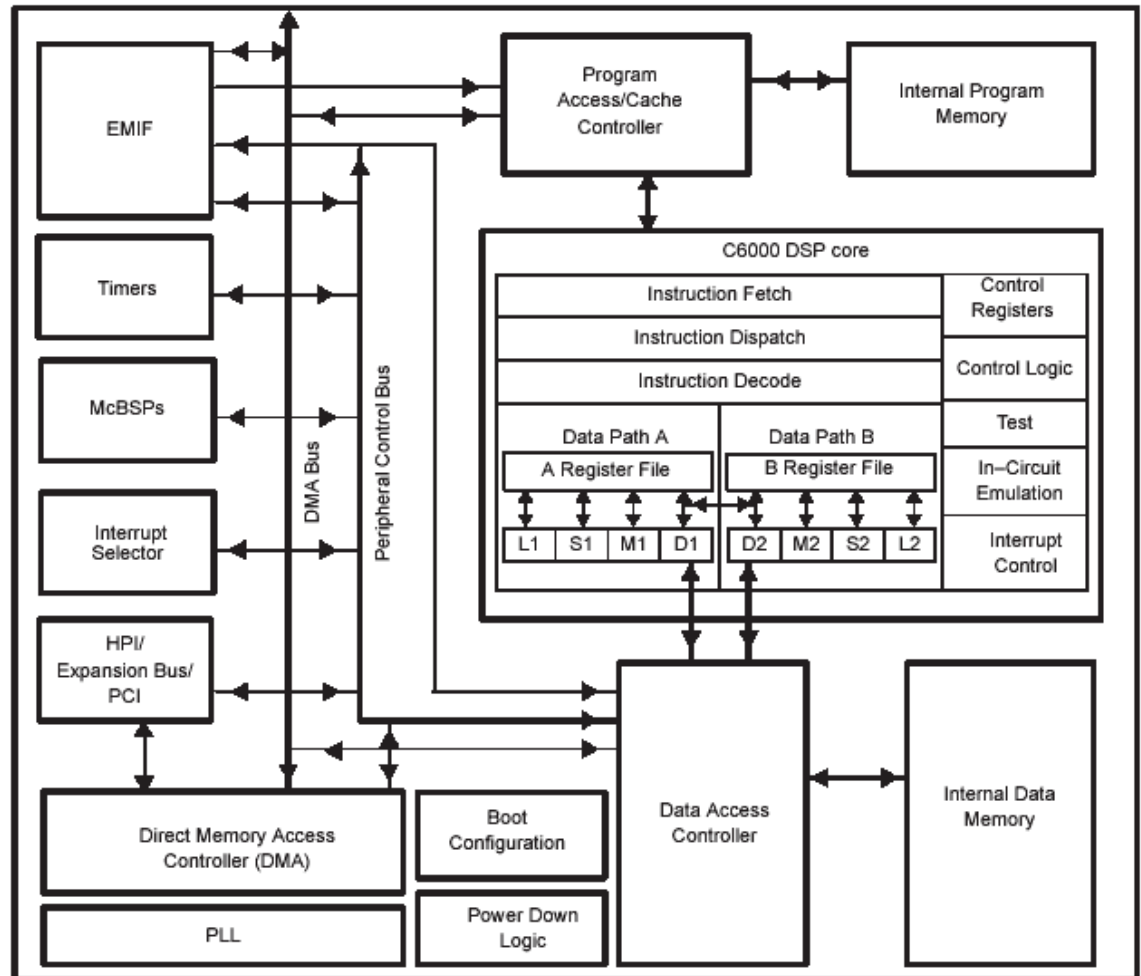 EMIF
Program
Access/Cache
Controller
Internal Program
Memory
Timers
McBSPs
Interrupt
Selector
HPI/
Expansion Bus/
PCI
DMA Bus
Peripheral Control Bus
C6000 DSP core
Instruction Fetch
Instruction Dispatch
Instruction Decode
Control
Registers
Control Logic
Test
In–Circuit
Emulation
Interrupt
Control
Data Path A
A Register File
L1 S1 M1 D1
Data Path B
B Register File
D2 M2 S2 L2
Direct Memory Access
Controller (DMA)
PLL
Boot
Configuration
Power Down
Logic
Data Access
Controller
Internal Data
Memory